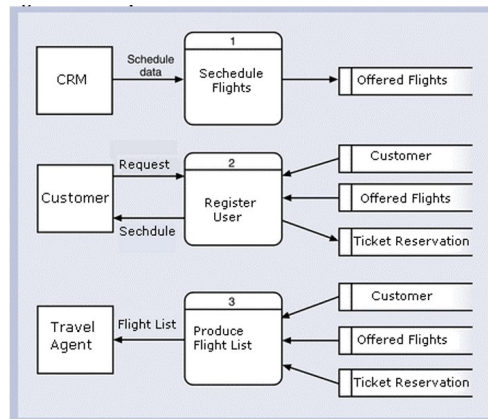 1
CRM
Schedule
data
Sechedule
Flights
Offered Flights
Customer
Request
Sechdule
2
Register
User
Customer
Offered Flights
Ticket Reservation
Travel
Agent
Flight List
3
Produce
Flight List
Customer
Offered Flights
Ticket Reservation